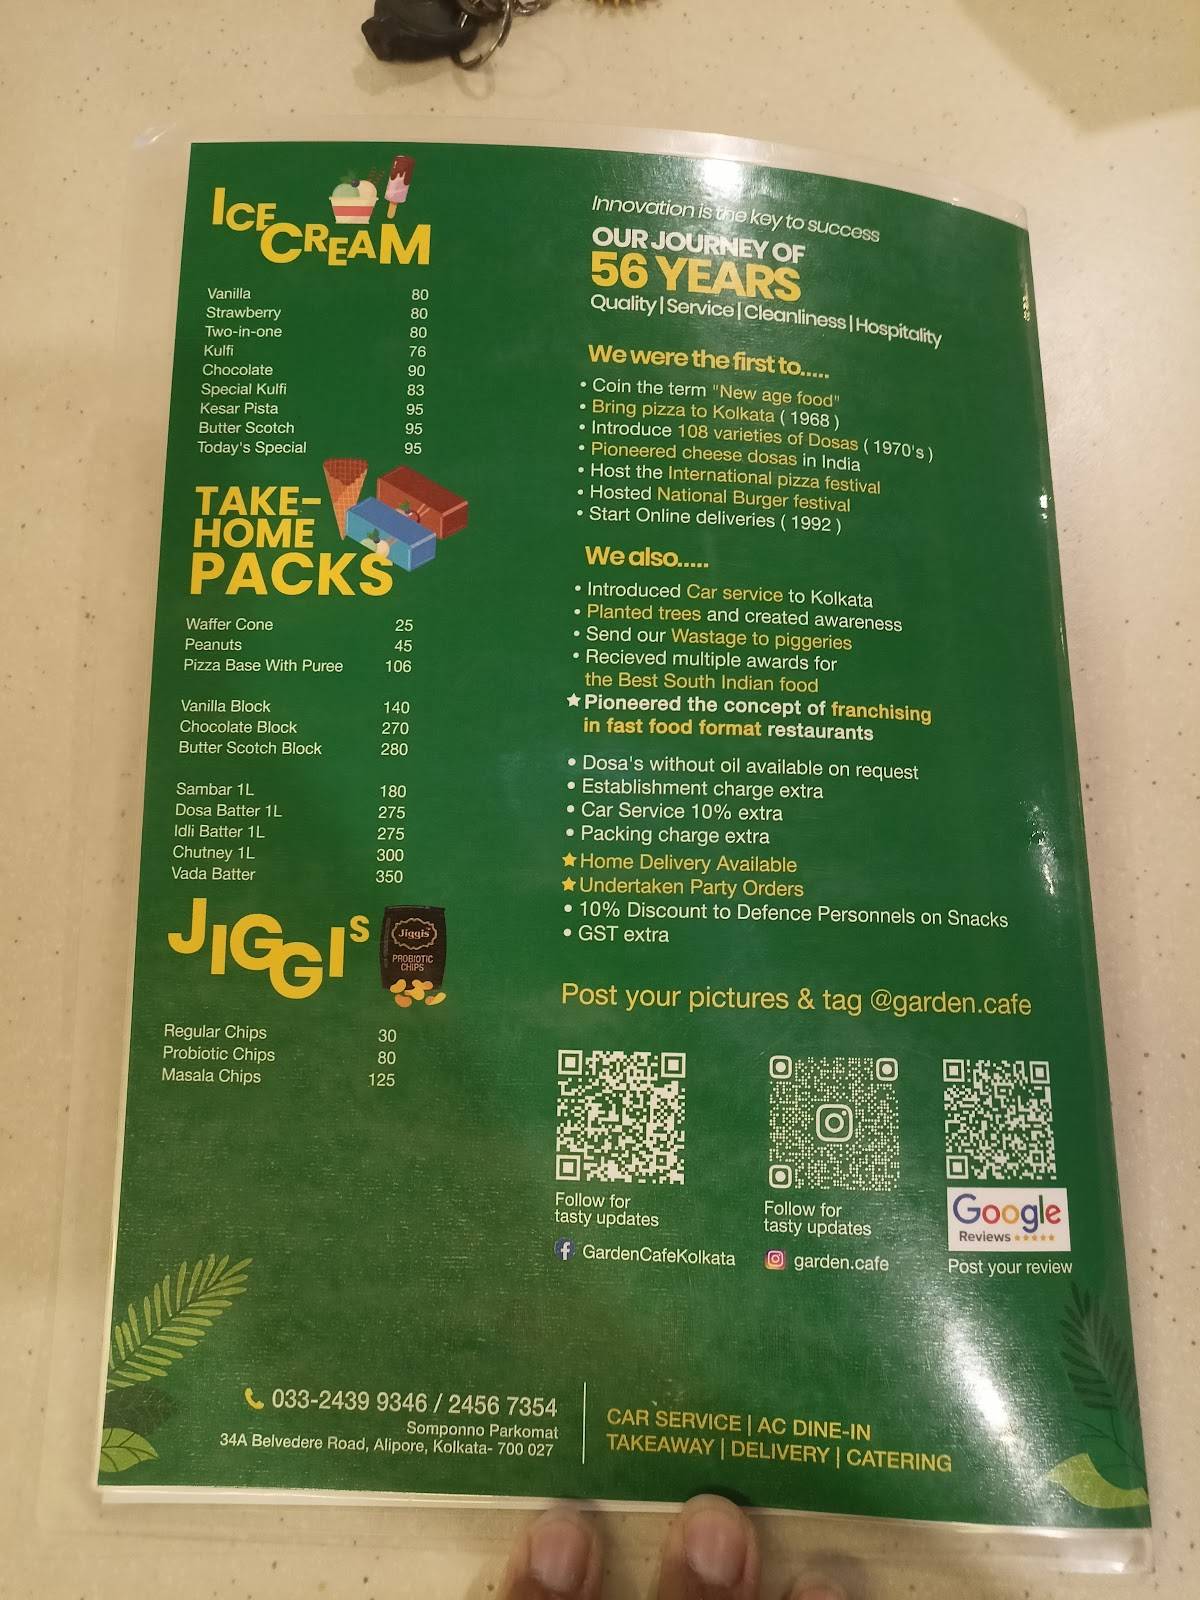 ICE CREAM
Vanilla 80
Strawberry 80
Two-in-one 80
Kulfi 76
Chocolate 90
Special Kulfi 83
Kesar Pista 95
Butter Scotch 95
Today's Special 95
TAKE-
HOME
PACKS
Waffer Cone 25
Peanuts 45
Pizza Base With Puree 106
Vanilla Block 140
Chocolate Block 270
Butter Scotch Block 280
Sambar 1L 180
Dosa Batter 1L 275
Idli Batter 1L 275
Chutney 1L 300
Vada Batter 350
JIGGIS
Jiggis
PROBIOTIC
CHIPS
Regular Chips 30
Probiotic Chips 80
Masala Chips 125
Innovation is the key to success
OUR JOURNEY OF
56 YEARS
Quality | Service | Cleanliness | Hospitality
We were the first to.....
• Coin the term "New age food"
• Bring pizza to Kolkata ( 1968 )
• Introduce 108 varieties of Dosas ( 1970's )
• Pioneered cheese dosas in India
• Host the International pizza festival
• Hosted National Burger festival
• Start Online deliveries ( 1992 )
We also.....
• Introduced Car service to Kolkata
• Planted trees and created awareness
• Send our Wastage to piggeries
• Recieved multiple awards for
the Best South Indian food
★ Pioneered the concept of franchising
in fast food format restaurants
• Dosa's without oil available on request
• Establishment charge extra
• Car Service 10% extra
• Packing charge extra
★ Home Delivery Available
★ Undertaken Party Orders
• 10% Discount to Defence Personnels on Snacks
• GST extra
Post your pictures & tag @garden.cafe
Follow for
tasty updates
GardenCafeKolkata
Follow for
tasty updates
garden.cafe
Google
Reviews ★★★★★
Post your review
033-2439 9346 / 2456 7354
Somponno Parkomat
34A Belvedere Road, Alipore, Kolkata- 700 027
CAR SERVICE | AC DINE-IN
TAKEAWAY | DELIVERY | CATERING